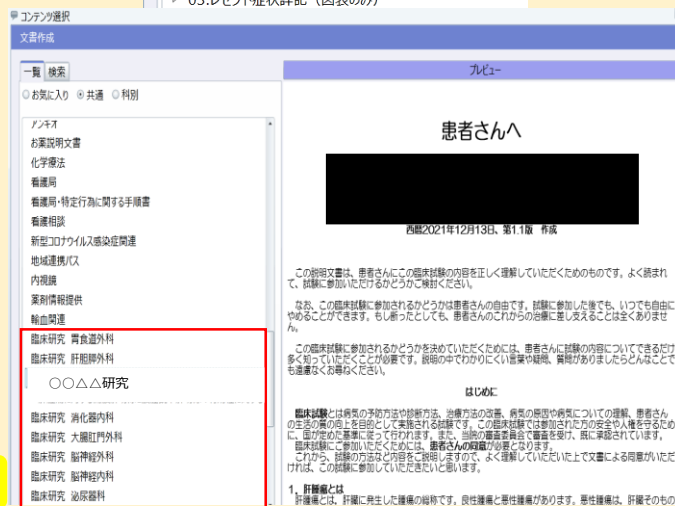 03.レセプト症状詳記（図表のみ）
コンテンツ選択
文書作成
一覧 検索
お気に入り 共通 科別
アンギオ
お薬説明文書
化学療法
看護局
看護局・特定行為に関する手順書
看護相談
新型コロナウイルス感染症関連
地域連携パス
内視鏡
薬剤情報提供
輸血関連
臨床研究 胃食道外科
臨床研究 肝胆膵外科
○○△△研究
臨床研究 消化器内科
臨床研究 大腸肛門外科
臨床研究 脳神経外科
臨床研究 脳神経内科
臨床研究 泌尿器科
プレビュー
患者さんへ
西暦2021年12月13日、第1.1版 作成
この説明文書は、患者さんにこの臨床試験の内容を正しく理解していただくためのものです。よく読まれ
て、試験に参加いただけるかどうかご検討ください。
なお、この臨床試験に参加されるかどうかは患者さんの自由です。試験に参加した後でも、いつでも自由に
やめることができます。もし断ったとしても、患者さんのこれからの治療に差し支えることは全くありませ
ん。
この臨床試験に参加されるかどうかを決めていただくためには、患者さんに試験の内容についてできるだけ
多く知っていただくことが必要です。説明の中でわかりにくい言葉や疑問、質問がありましたらどんなことで
も遠慮なくお尋ねください。
はじめに
臨床試験とは病気の予防方法や診断方法、治療方法の改善、病気の原因や病気についての理解、患者さん
の生活の質の向上を目的として実施される試験です。この臨床試験では参加された方の安全や人権を守るため
に、国が定めた基準に従って行われます。また、当院の審査委員会で審査を受け、既に承認されています。
臨床試験にご参加いただくためには、患者さんの同意が必要となります。
これから、試験の方法など内容をご説明しますので、よく理解していただいた上で文書による同意がいただ
ければ、この試験に参加していただきたいと思います。
1．肝腫瘍とは
肝腫瘍とは、肝臓に発生した腫瘍の総称です。良性腫瘍と悪性腫瘍があります。悪性腫瘍は、肝臓そのもの